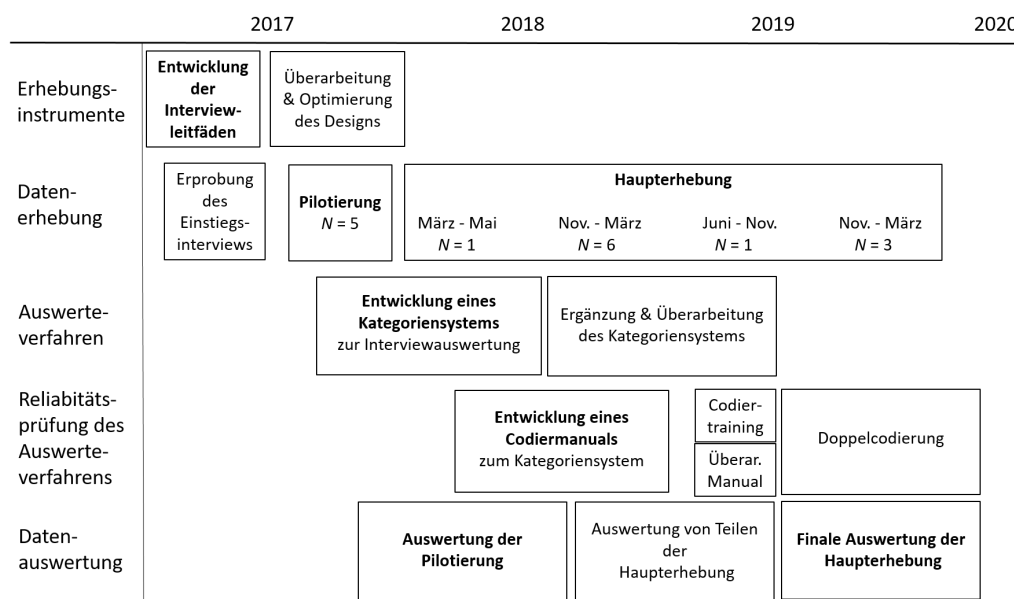 2017 2018 2019 2020
Erhebungs-
instrumente
Entwicklung
der
Interview-
leitfäden
Überarbeitung
& Optimierung
des Designs
Daten-
erhebung
Erprobung
des
Einstiegs-
interviews
Pilotierung
N = 5
Haupterhebung
März - Mai
N = 1
Nov. - März
N = 6
Juni - Nov.
N = 1
Nov. - März
N = 3
Auswerte-
verfahren
Entwicklung eines
Kategoriensystems
zur Interviewauswertung
Ergänzung & Überarbeitung
des Kategoriensystems
Reliabitäts-
prüfung des
Auswerte-
verfahrens
Entwicklung eines
Codiermanuals
zum Kategoriensystem
Codier-
training
Überar.
Manual
Doppelcodierung
Daten-
auswertung
Auswertung der
Pilotierung
Auswertung von Teilen
der
Haupterhebung
Finale Auswertung der
Haupterhebung